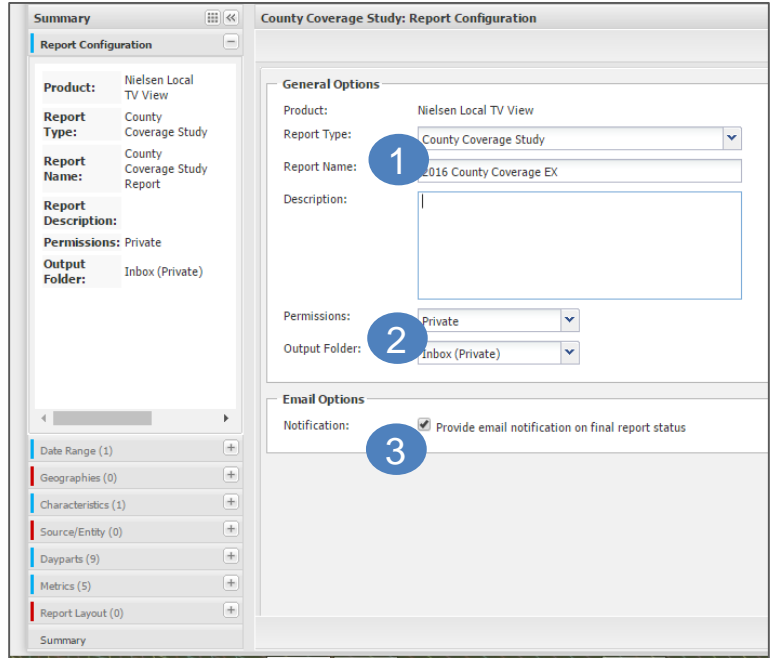 Summary
Report Configuration
Product: Nielsen Local
TV View
Report
Type: County
Coverage Study
Report
Name: County
Coverage Study
Report
Report
Description:
Permissions: Private
Output
Folder: Inbox (Private)
Date Range (1)
Geographies (0)
Characteristics (1)
Source/Entity (0)
Dayparts (9)
Metrics (5)
Report Layout (0)
Summary
County Coverage Study: Report Configuration
General Options
Product: Nielsen Local TV View
Report Type: County Coverage Study
1
Report Name: 2016 County Coverage EX
Description:
Permissions: Private
2
Output Folder: Inbox (Private)
Email Options
Notification: Provide email notification on final report status
3